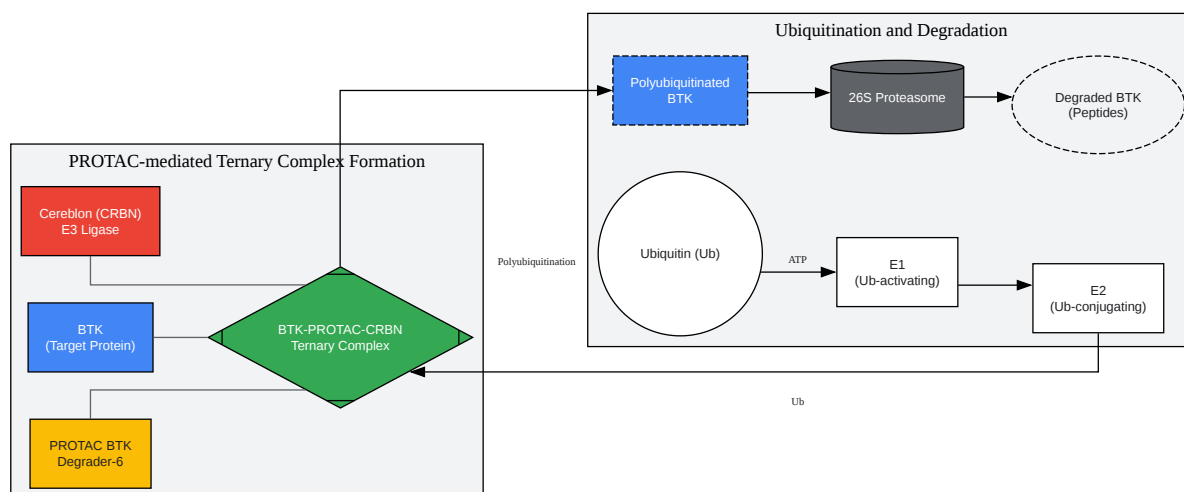 Ubiquitination and Degradation
Polyubiquitinated
BTK
26S Proteasome
Degraded BTK
(Peptides)
PROTAC-mediated Ternary Complex Formation
Cereblon (CRBN)
E3 Ligase
Polyubiquitination
Ubiquitin (Ub)
ATP
E1
(Ub-activating)
E2
(Ub-conjugating)
BTK
(Target Protein)
BTK-PROTAC-CRBN
Ternary Complex
Ub
PROTAC BTK
Degrader-6